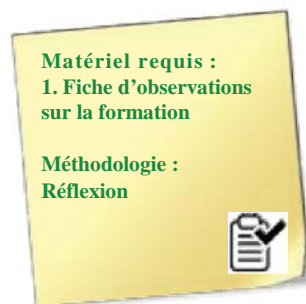 Matériel requis :
1. Fiche d’observations
sur la formation
Méthodologie :
Réflexion